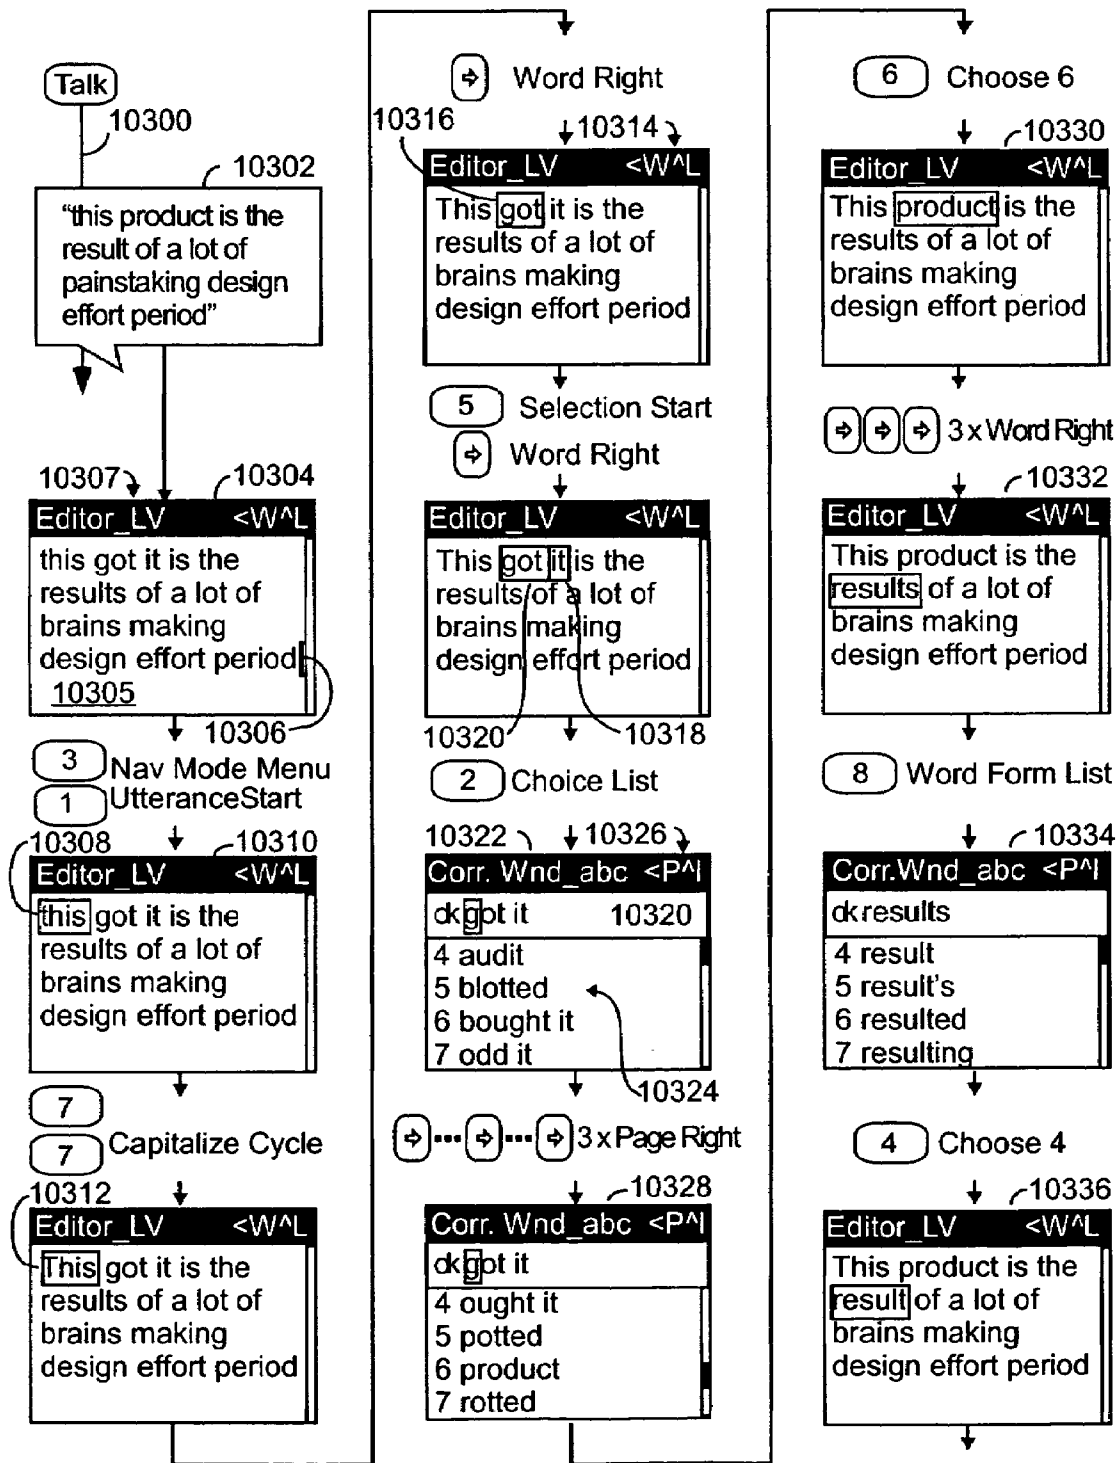 Talk
10300
10302
"this product is the
result of a lot of
painstaking design
effort period"
10307
10304
Editor_LV <W^L
this got it is the
results of a lot of
brains making
design effort period
10305
10306
3 Nav Mode Menu
1 UtteranceStart
10308
10310
Editor_LV <W^L
this got it is the
results of a lot of
brains making
design effort period
7
7 Capitalize Cycle
10312
Editor_LV <W^L
This got it is the
results of a lot of
brains making
design effort period
Word Right
10316
10314
Editor_LV <W^L
This got it is the
results of a lot of
brains making
design effort period
5 Selection Start
Word Right
Editor_LV <W^L
This got it is the
results of a lot of
brains making
design effort period
10320
10318
2 Choice List
10322
10326
Corr. Wnd_abc <P^l
ok got it 10320
4 audit
5 blotted
6 bought it
7 odd it
10324
3 x Page Right
10328
Corr. Wnd_abc <P^l
ok got it
4 ought it
5 potted
6 product
7 rotted
6 Choose 6
10330
Editor_LV <W^L
This product is the
results of a lot of
brains making
design effort period
3 x Word Right
10332
Editor_LV <W^L
This product is the
results of a lot of
brains making
design effort period
8 Word Form List
10334
Corr.Wnd_abc <P^l
ok results
4 result
5 result's
6 resulted
7 resulting
4 Choose 4
10336
Editor_LV <W^L
This product is the
result of a lot of
brains making
design effort period